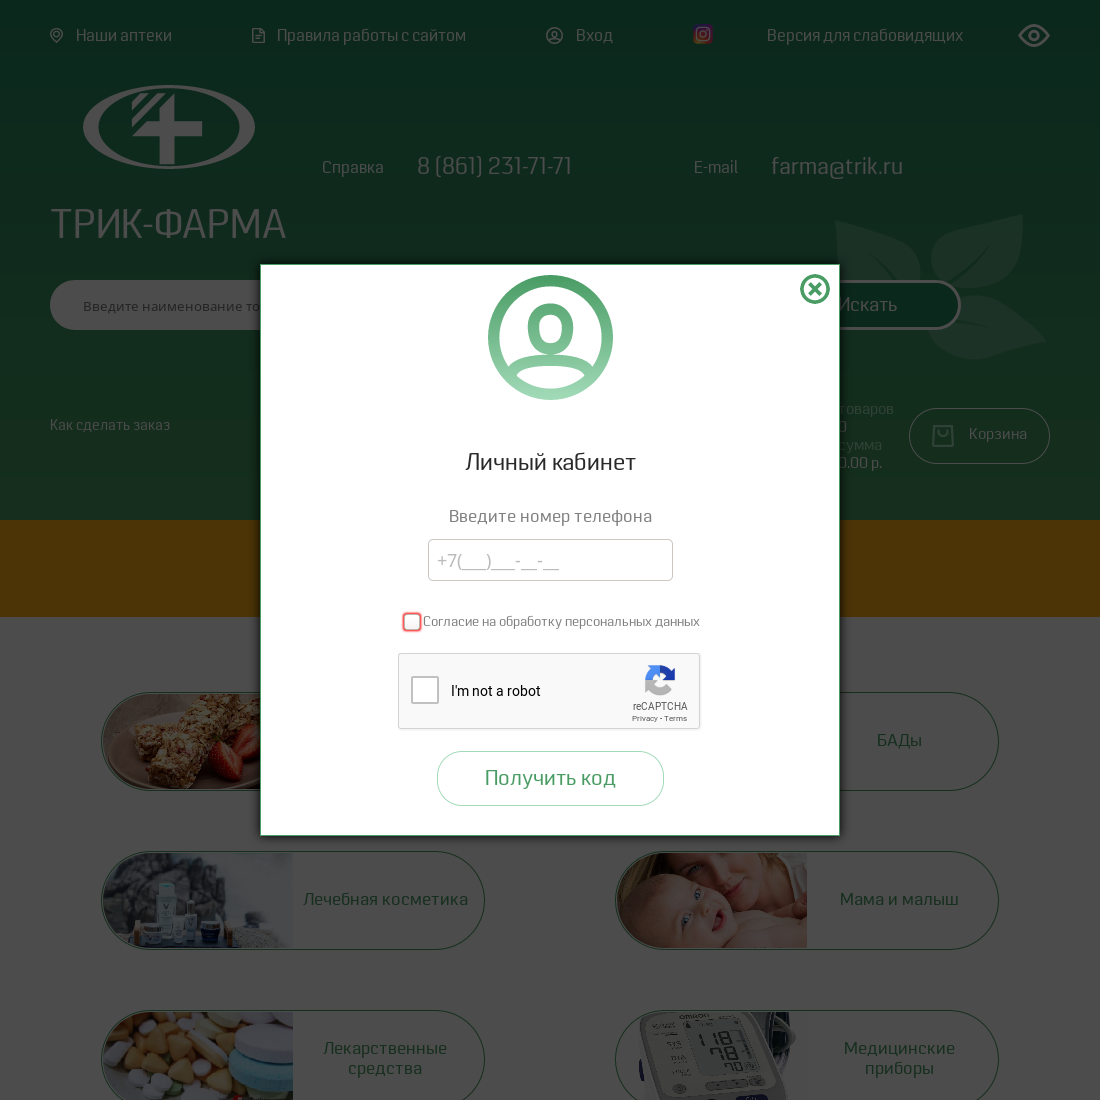 Наши аптеки
Правила работы с сайтом
Вход
Версия для слабовидящих
Справка
8 (861) 231-71-71
E-mail
farma@trik.ru
ТРИК-ФАРМА
Введите наименование то
Искать
Как сделать заказ
товаров
0
сумма
0.00 р.
Корзина
Личный кабинет
Введите номер телефона
+7(___)___-__-__
Согласие на обработку персональных данных
I'm not a robot
reCAPTCHA
Privacy - Terms
Получить код
БАДы
Лечебная косметика
Мама и малыш
Лекарственные
средства
Медицинские
приборы